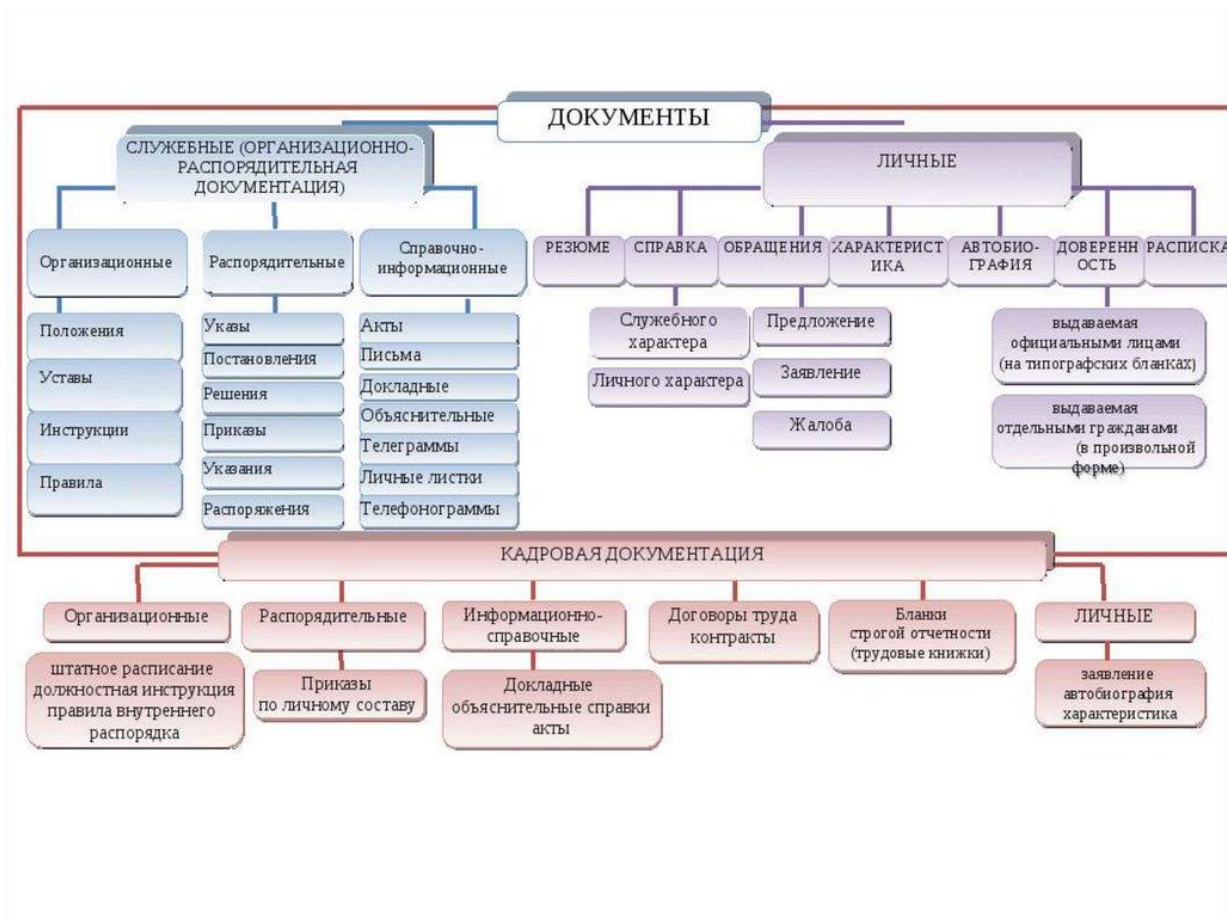 ДОКУМЕНТЫ
СЛУЖЕБНЫЕ (ОРГАНИЗАЦИОННО-
РАСПОРЯДИТЕЛЬНАЯ
ДОКУМЕНТАЦИЯ)
ЛИЧНЫЕ
Организационные
Распорядительные
Справочно-
информационные
РЕЗЮМЕ
СПРАВКА
ОБРАЩЕНИЯ
ХАРАКТЕРИСТ
ИКА
АВТОБИО-
ГРАФИЯ
ДОВЕРЕНН
ОСТЬ
РАСПИСКА
Положения
Уставы
Инструкции
Правила
Указы
Постановления
Решения
Приказы
Указания
Распоряжения
Акты
Письма
Докладные
Объяснительные
Телеграммы
Личные листки
Телефонограммы
Служебного
характера
Личного характера
Предложение
Заявление
Жалоба
выдаваемая
официальными лицами
(на типографских бланках)
выдаваемая
отдельными гражданами
(в произвольной
форме)
КАДРОВАЯ ДОКУМЕНТАЦИЯ
Организационные
Распорядительные
Информационно-
справочные
Договоры труда
контракты
Бланки
строгой отчетности
(трудовые книжки)
ЛИЧНЫЕ
штатное расписание
должностная инструкция
правила внутреннего
распорядка
Приказы
по личному составу
Докладные
объяснительные справки
акты
заявление
автобиография
характеристика